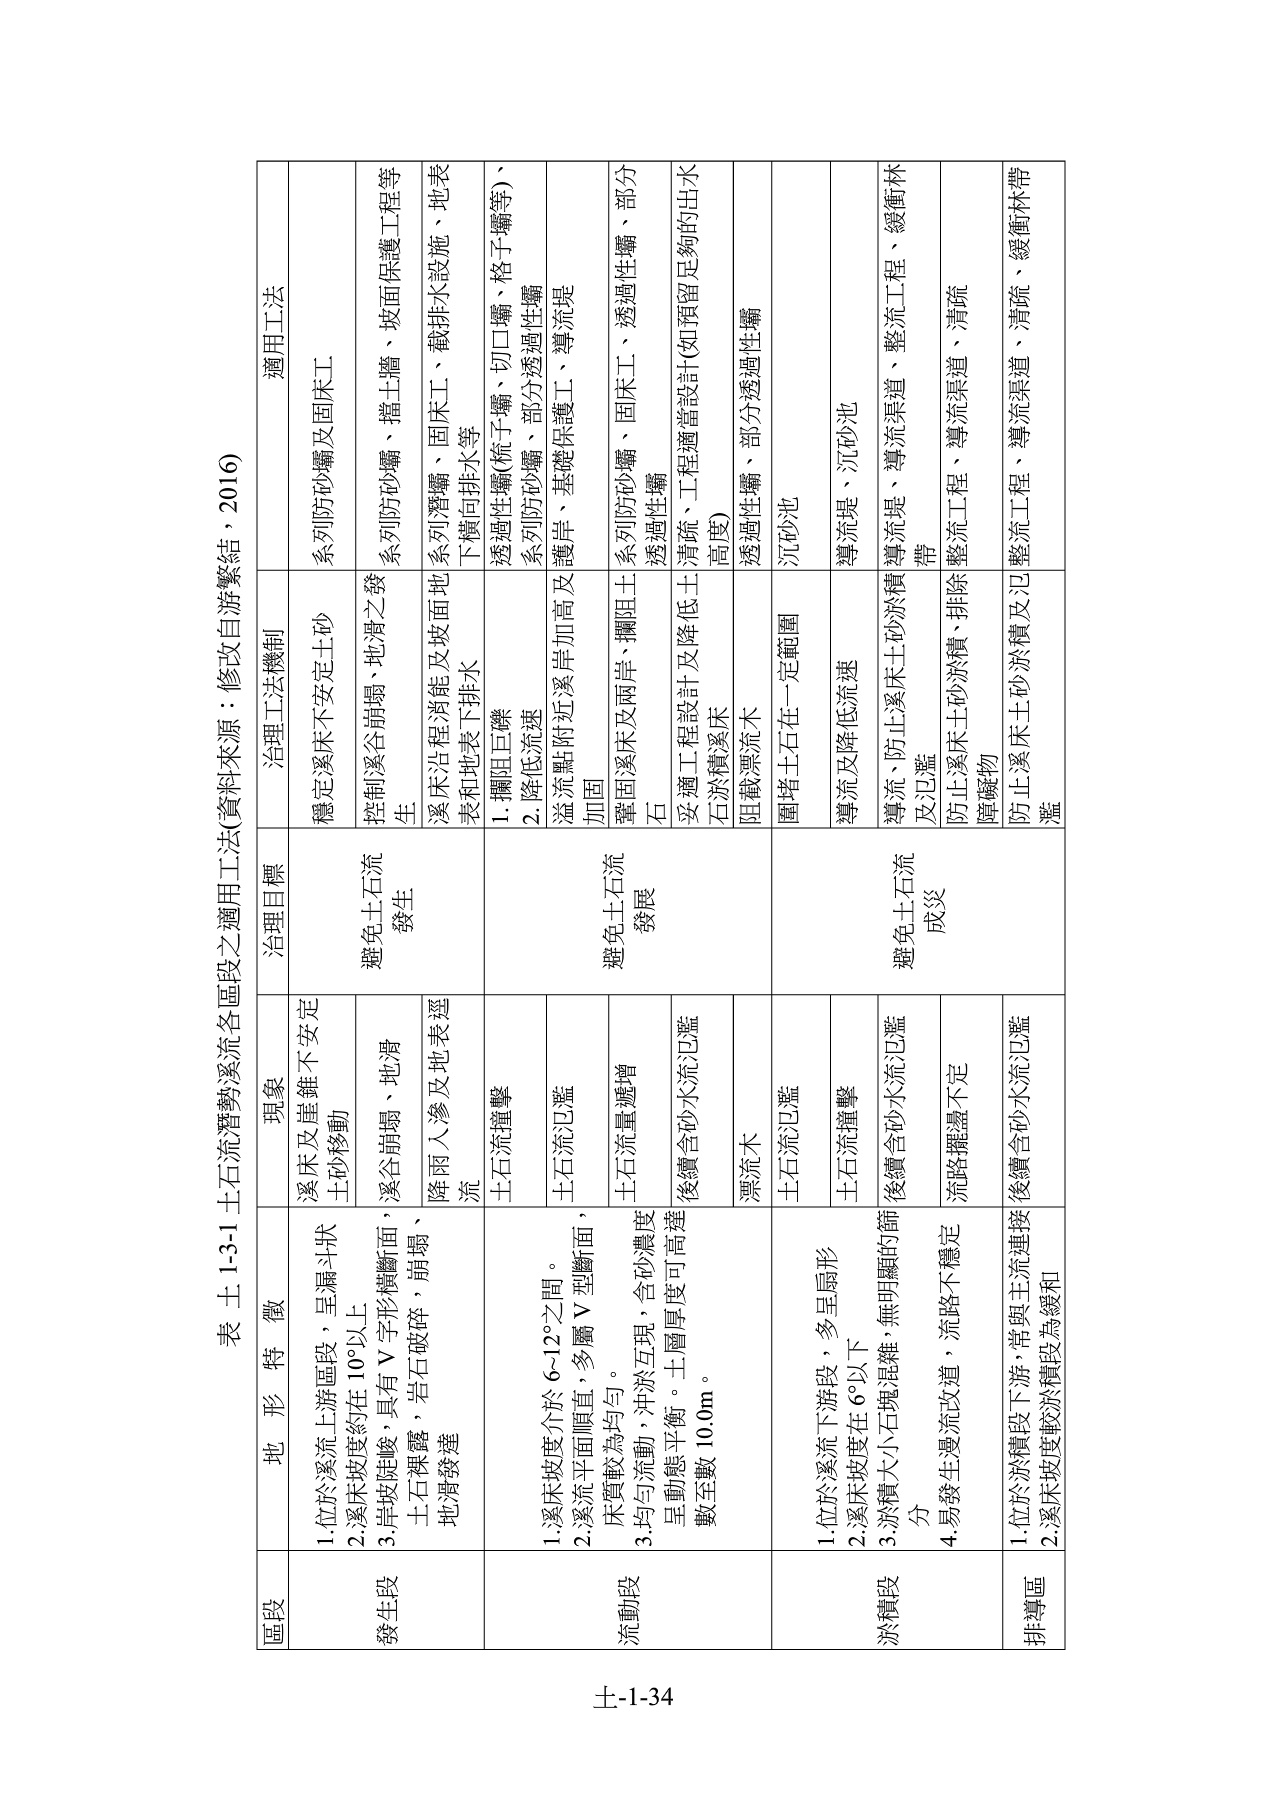 表 土 1-3-1 土石流潛勢溪流各區段之適用工法(資料來源：修改自游繁結，2016)
區段 地 形 特 徵 現象 治理目標 治理工法機制 適用工法
發生段
1.位於溪流上游區段，呈漏斗狀
2.溪床坡度約在 10°以上
3.岸坡陡峻，具有 V 字形橫斷面，
土石裸露，岩石破碎，崩塌、
地滑發達
溪床及崖錐不安定
土砂移動
避免土石流
發生
穩定溪床不安定土砂
系列防砂壩及固床工
溪谷崩塌、地滑
控制溪谷崩塌、地滑之發
生
系列防砂壩、擋土牆、坡面保護工程等
降雨入滲及地表逕
流
溪床沿程消能及坡面地
表和地表下排水
系列潛壩、固床工、截排水設施、地表
下橫向排水等
流動段
1.溪床坡度介於 6~12°之間。
2.溪流平面順直，多屬 V 型斷面，
床質較為均勻。
3.均勻流動，沖淤互現，含砂濃度
呈動態平衡。土層厚度可高達
數至數 10.0m。
土石流撞擊
避免土石流
發展
1. 攔阻巨礫
2. 降低流速
透過性壩(梳子壩、切口壩、格子壩等)、
系列防砂壩、部分透過性壩
土石流氾濫
溢流點附近溪岸加高及
加固
護岸、基礎保護工、導流堤
土石流量遞增
鞏固溪床及兩岸、攔阻土
石
系列防砂壩、固床工、透過性壩、部分
透過性壩
後續含砂水流氾濫
妥適工程設計及降低土
石淤積溪床
清疏、工程適當設計(如預留足夠的出水
高度)
漂流木
阻截漂流木
透過性壩、部分透過性壩
淤積段
1.位於溪流下游段，多呈扇形
2.溪床坡度在 6°以下
3.淤積大小石塊混雜，無明顯的篩
分
4.易發生漫流改道，流路不穩定
土石流氾濫
避免土石流
成災
圍堵土石在一定範圍
沉砂池
土石流撞擊
導流及降低流速
導流堤、沉砂池
後續含砂水流氾濫
導流、防止溪床土砂淤積
及氾濫
導流堤、導流渠道、整流工程、緩衝林
帶
流路擺盪不定
防止溪床土砂淤積、排除
障礙物
整流工程、導流渠道、清疏
排導區
1.位於淤積段下游，常與主流連接
2.溪床坡度較淤積段為緩和
後續含砂水流氾濫
防止溪床土砂淤積及氾
濫
整流工程、導流渠道、清疏、緩衝林帶
土-1-34